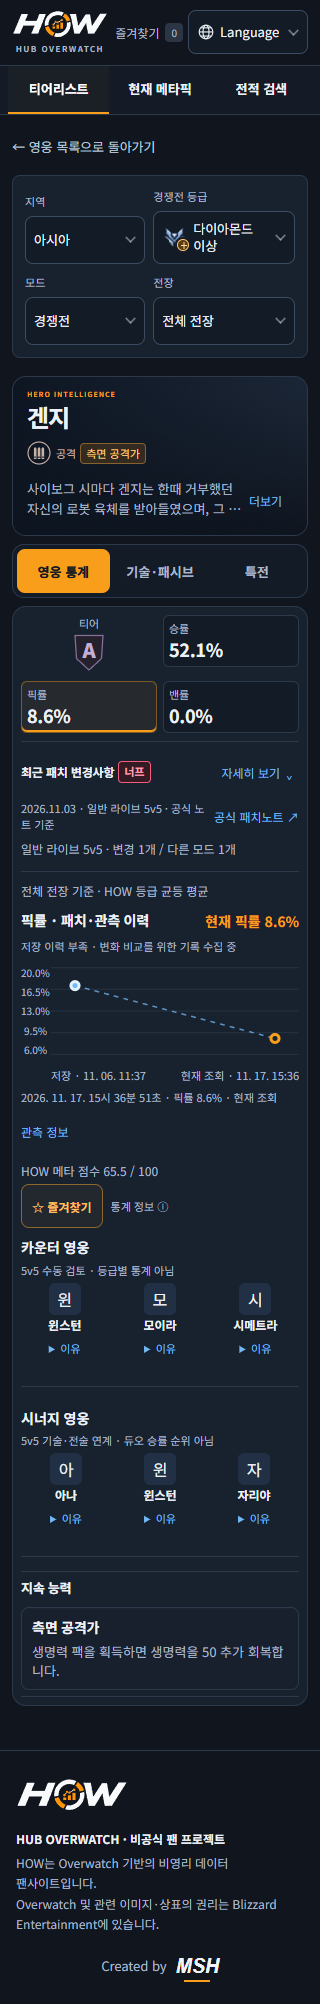 HOW
HUB OVERWATCH
즐겨찾기 0
Language
티어리스트 현재 메타픽 전적 검색
← 영웅 목록으로 돌아가기
지역 경쟁전 등급
아시아 다이아몬드
이상
모드 전장
경쟁전 전체 전장
HERO INTELLIGENCE
겐지
공격 측면 공격가
사이보그 시마다 겐지는 한때 거부했던
자신의 로봇 육체를 받아들였으며, 그 … 더보기
영웅 통계 기술·패시브 특전
티어
A
승률
52.1%
픽률
8.6%
밴률
0.0%
최근 패치 변경사항 너프 자세히 보기 ⌄
2026.11.03 · 일반 라이브 5v5 · 공식 노
트 기준
공식 패치노트 ↗
일반 라이브 5v5 · 변경 1개 / 다른 모드 1개
전체 전장 기준 · HOW 등급 균등 평균
픽률 · 패치·관측 이력 현재 픽률 8.6%
저장 이력 부족 · 변화 비교를 위한 기록 수집 중
20.0%
16.5%
13.0%
9.5%
6.0%
저장 · 11. 06. 11:37 현재 조회 · 11. 17. 15:36
2026. 11. 17. 15시 36분 51초 · 픽률 8.6% · 현재 조회
관측 정보
HOW 메타 점수 65.5 / 100
☆ 즐겨찾기 통계 정보 ⓘ
카운터 영웅
5v5 수동 검토 · 등급별 통계 아님
윈 모 시
윈스턴 모이라 시메트라
▶ 이유 ▶ 이유 ▶ 이유
시너지 영웅
5v5 기술·전술 연계 · 듀오 승률 순위 아님
아 윈 자
아나 윈스턴 자리야
▶ 이유 ▶ 이유 ▶ 이유
지속 능력
측면 공격가
생명력 팩을 획득하면 생명력을 50 추가 회복합
니다.
HOW
HUB OVERWATCH · 비공식 팬 프로젝트
HOW는 Overwatch 기반의 비영리 데이터
팬사이트입니다.
Overwatch 및 관련 이미지·상표의 권리는 Blizzard
Entertainment에 있습니다.
Created by MSH